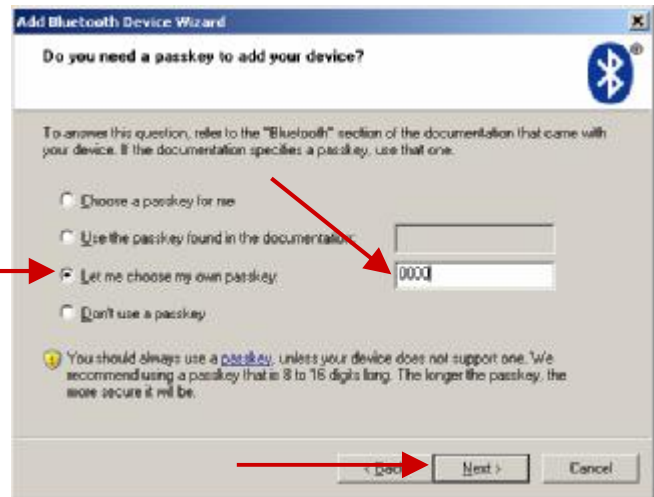 Add Bluetooth Device Wizard
Do you need a passkey to add your device?
®
To answer this question, refer to the "Bluetooth" section of the documentation that came with
your device. If the documentation specifies a passkey, use that one.
Choose a passkey for me
Use the passkey found in the documentation:
Let me choose my own passkey:
0000
Don't use a passkey
You should always use a passkey, unless your device does not support one. We
recommend using a passkey that is 8 to 16 digits long. The longer the passkey, the
more secure it will be.
< Back
Next >
Cancel